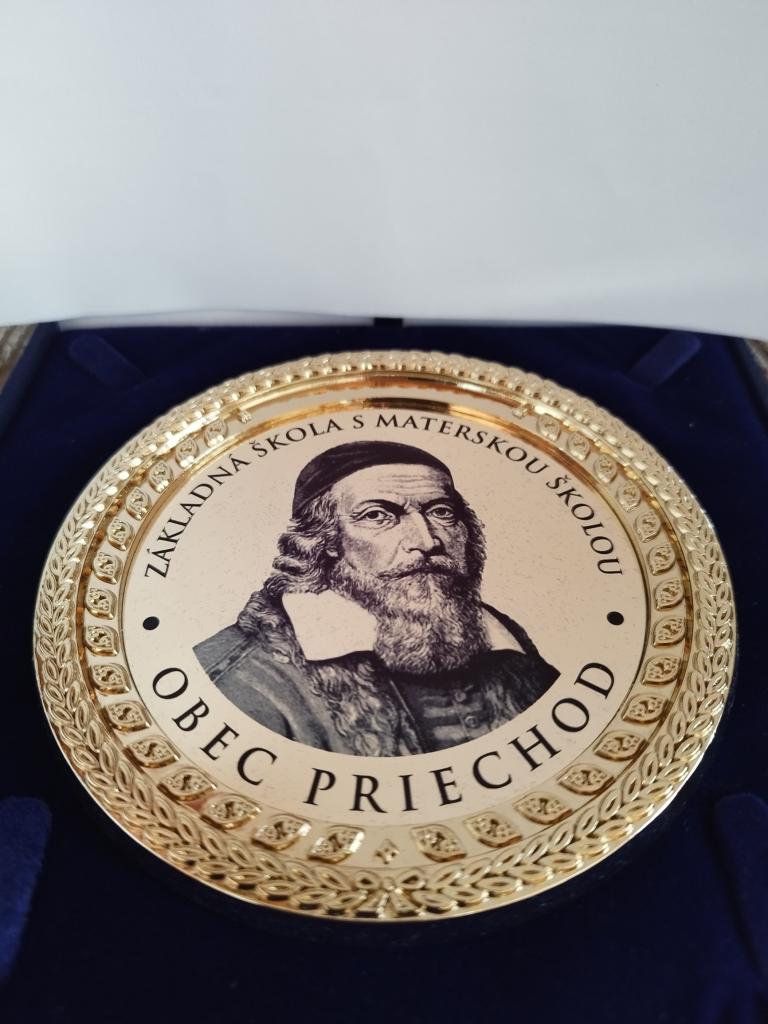 ZÁKLADNÁ ŠKOLA S MATERSKOU ŠKOLOU
OBEC PRIECHOD